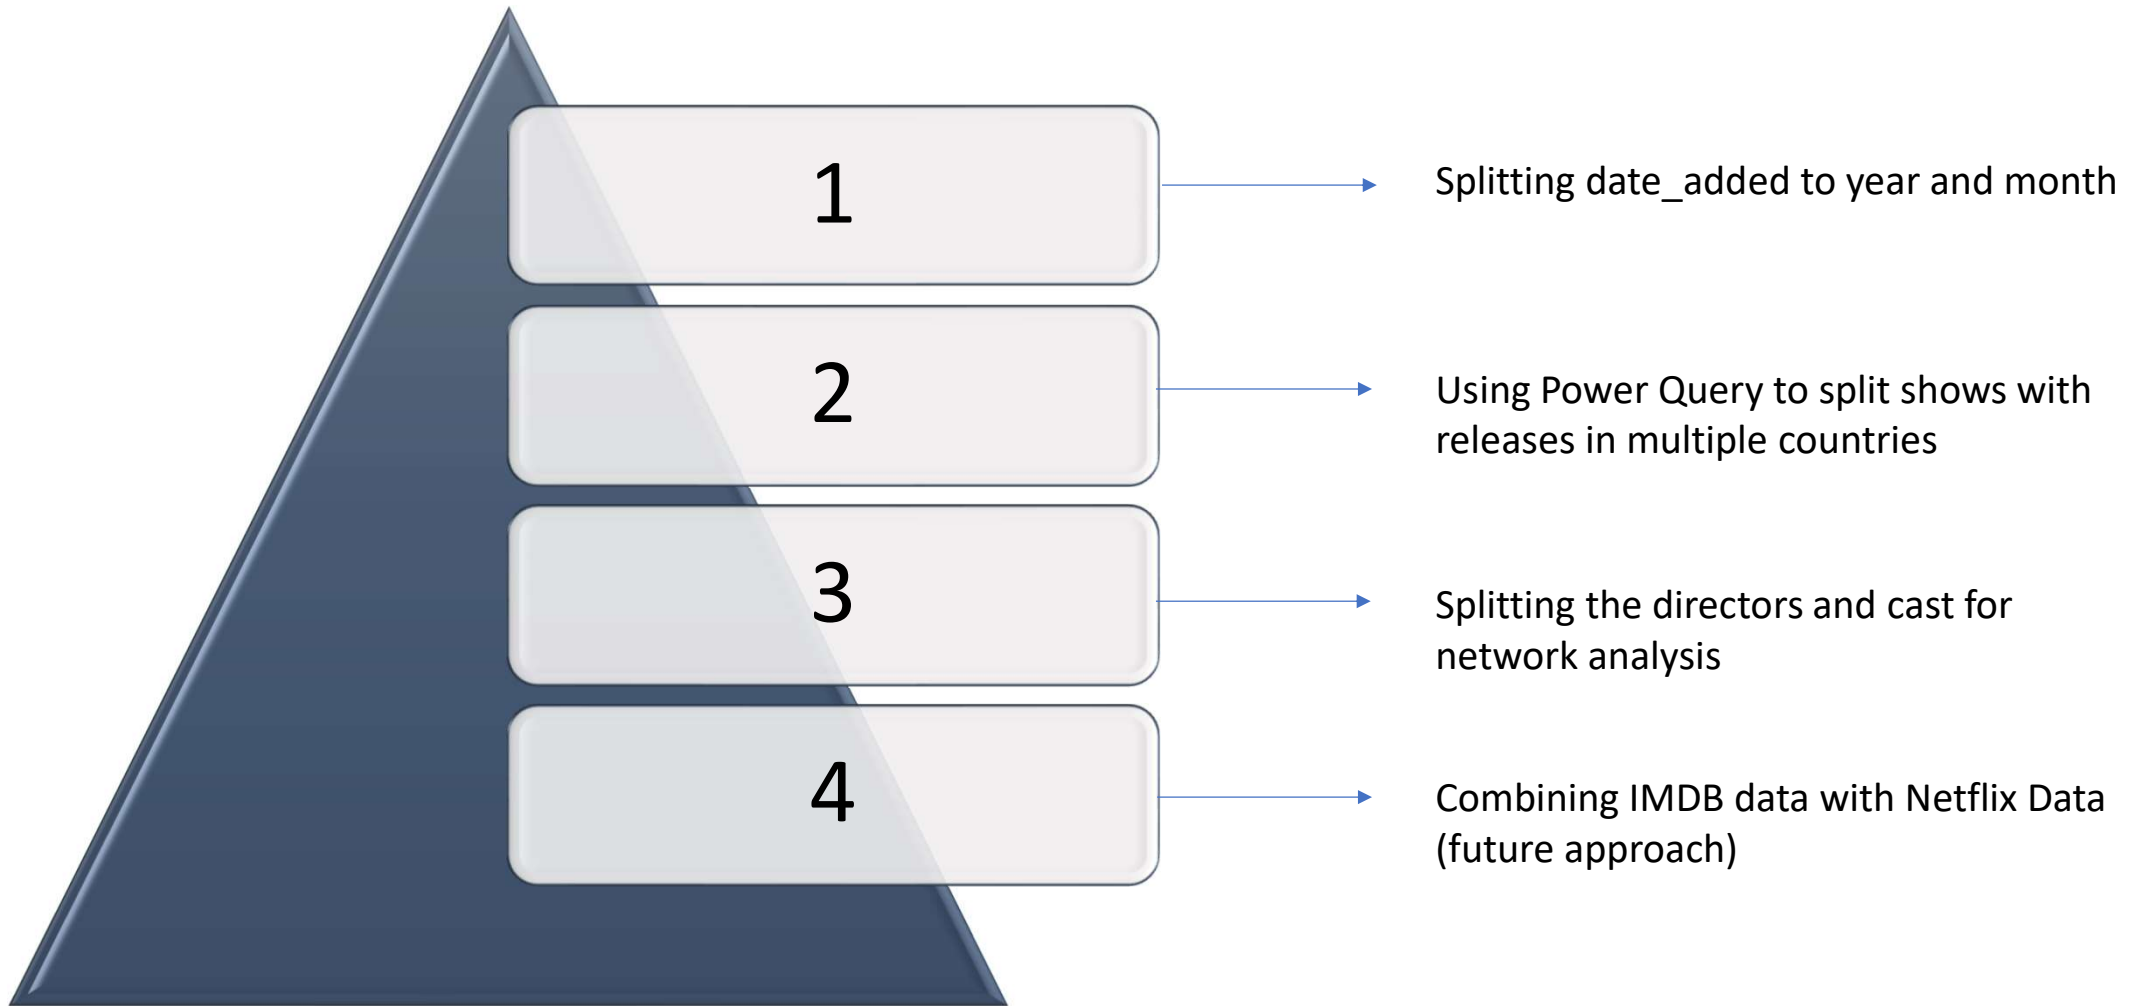 1
Splitting date_added to year and month
2
Using Power Query to split shows with
releases in multiple countries
3
Splitting the directors and cast for
network analysis
4
Combining IMDB data with Netflix Data
(future approach)